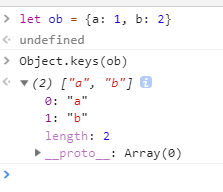 > let ob = {a: 1, b: 2}
< undefined
> Object.keys(ob)
< ▼ (2) ["a", "b"] i
0: "a"
1: "b"
length: 2
▶ __proto__: Array(0)
>